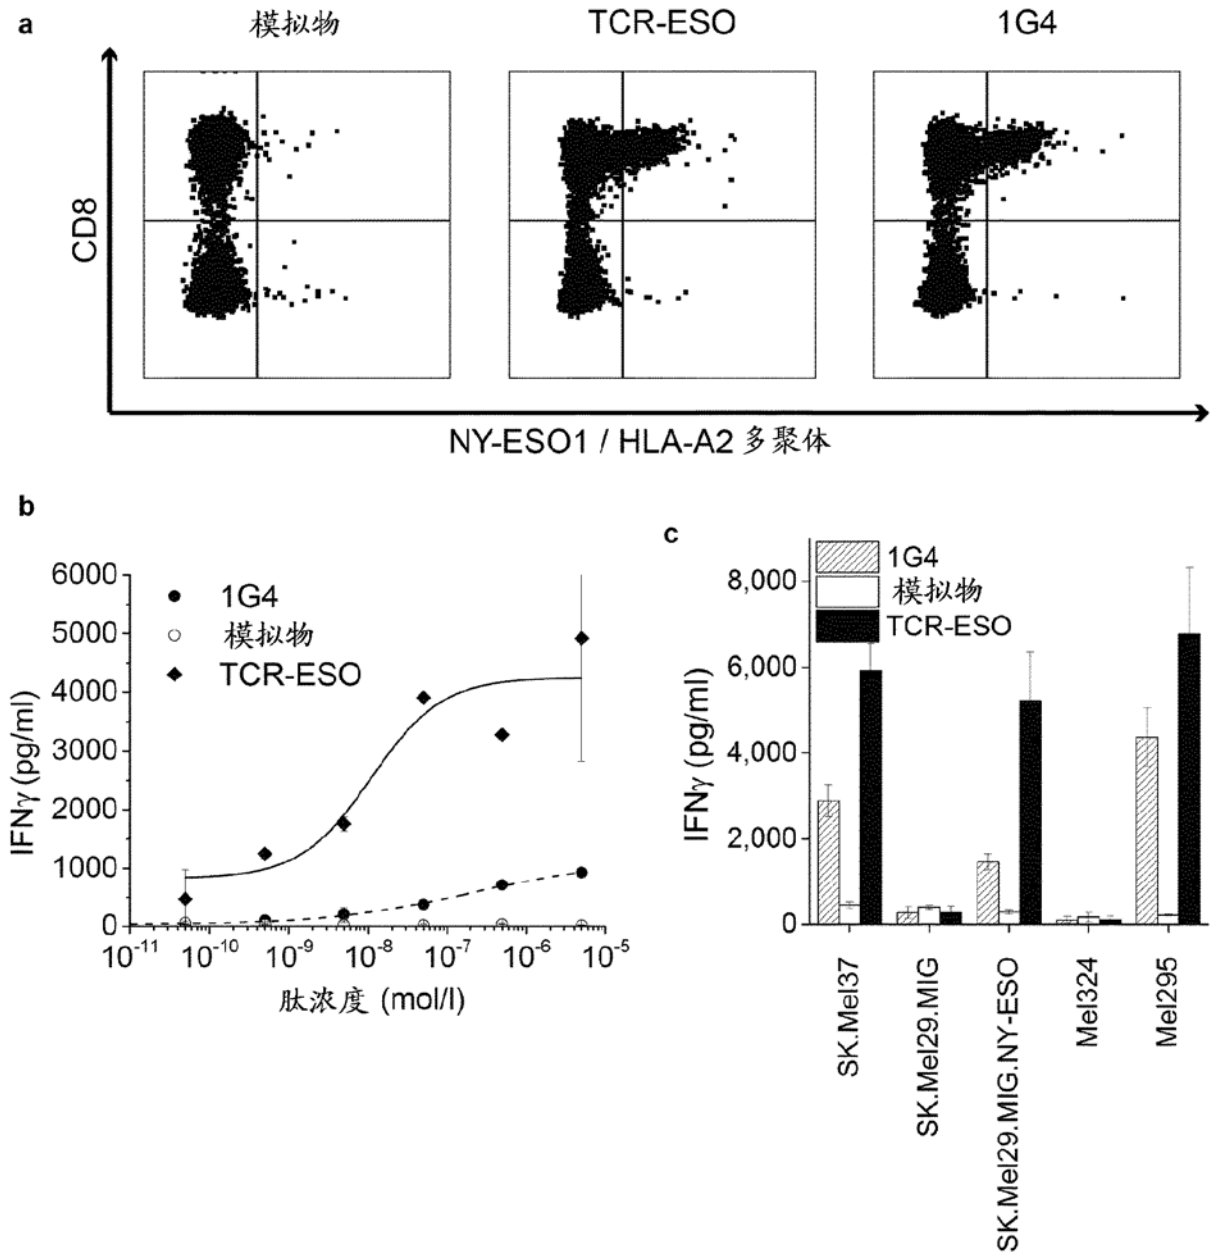 a
模拟物
TCR-ESO
1G4
CD8
NY-ESO1 / HLA-A2 多聚体
b
6000
5000
4000
3000
2000
1000
0
IFNγ (pg/ml)
1G4
模拟物
TCR-ESO
10⁻¹¹
10⁻¹⁰
10⁻⁹
10⁻⁸
10⁻⁷
10⁻⁶
10⁻⁵
肽浓度 (mol/l)
c
1G4
模拟物
TCR-ESO
8,000
6,000
4,000
2,000
0
IFNγ (pg/ml)
SK.Mel37
SK.Mel29.MIG
SK.Mel29.MIG.NY-ESO
Mel324
Mel295